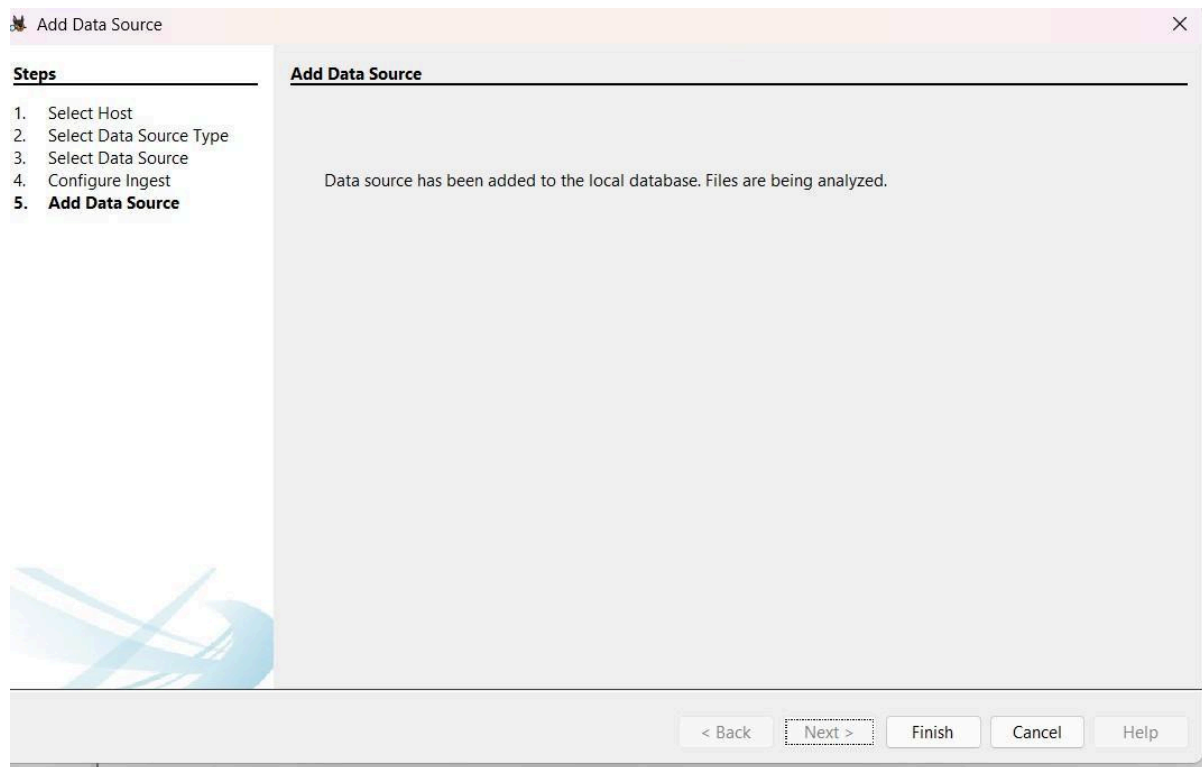 Add Data Source
Steps
1. Select Host
2. Select Data Source Type
3. Select Data Source
4. Configure Ingest
5. Add Data Source
Add Data Source
Data source has been added to the local database. Files are being analyzed.
< Back Next > Finish Cancel Help